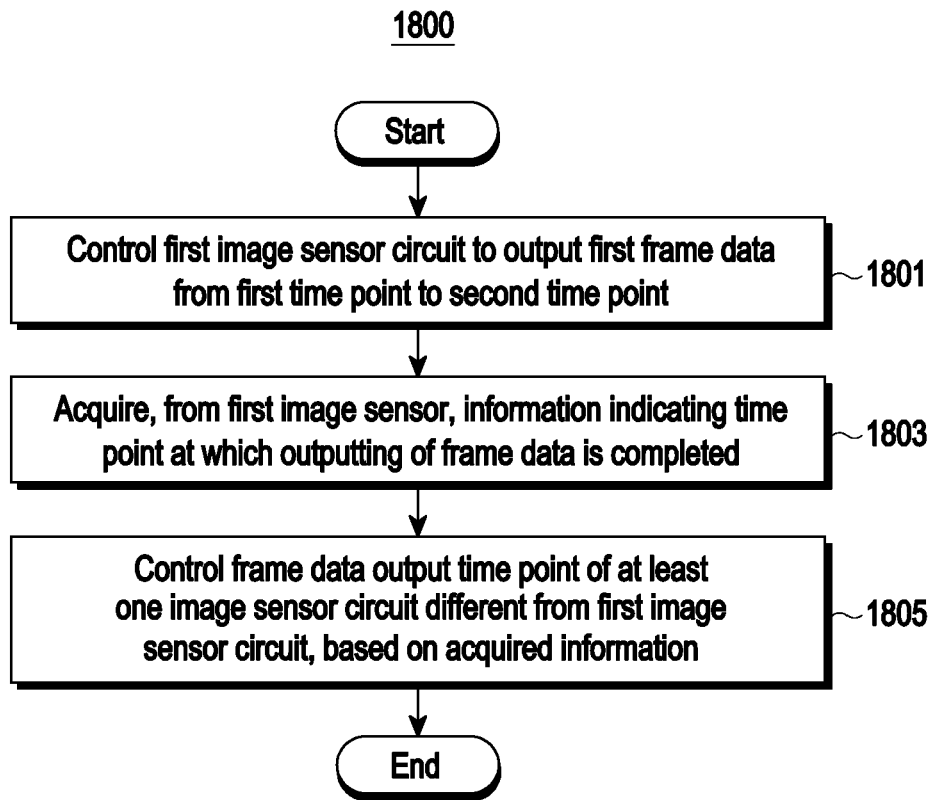 1800
Start
Control first image sensor circuit to output first frame data
from first time point to second time point
1801
Acquire, from first image sensor, information indicating time
point at which outputting of frame data is completed
1803
Control frame data output time point of at least
one image sensor circuit different from first image
sensor circuit, based on acquired information
1805
End